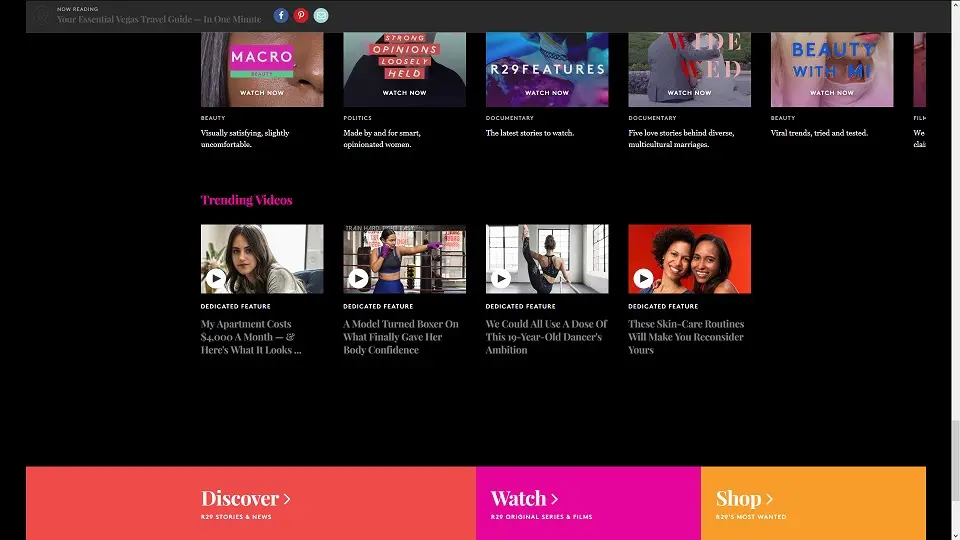 NOW READING
Your Essential Vegas Travel Guide — In One Minute
MACRO
BEAUTY
WATCH NOW
BEAUTY
Visually satisfying, slightly
uncomfortable.
STRONG
OPINIONS
LOOSELY
HELD
WATCH NOW
POLITICS
Made by and for smart,
opinionated women.
R29FEATURES
WATCH NOW
DOCUMENTARY
The latest stories to watch.
WIDE
WED
WATCH NOW
DOCUMENTARY
Five love stories behind diverse,
multicultural marriages.
BEAUTY
WITH MI
WATCH NOW
BEAUTY
Viral trends, tried and tested.
FILM
We
clai
Trending Videos
DEDICATED FEATURE
My Apartment Costs
$4,000 A Month — &
Here's What It Looks ...
TRAIN HARD. FIGHT EASY.
DEDICATED FEATURE
A Model Turned Boxer On
What Finally Gave Her
Body Confidence
DEDICATED FEATURE
We Could All Use A Dose Of
This 19-Year-Old Dancer's
Ambition
DEDICATED FEATURE
These Skin-Care Routines
Will Make You Reconsider
Yours
Discover >
R29 STORIES & NEWS
Watch >
R29 ORIGINAL SERIES & FILMS
Shop >
R29'S MOST WANTED